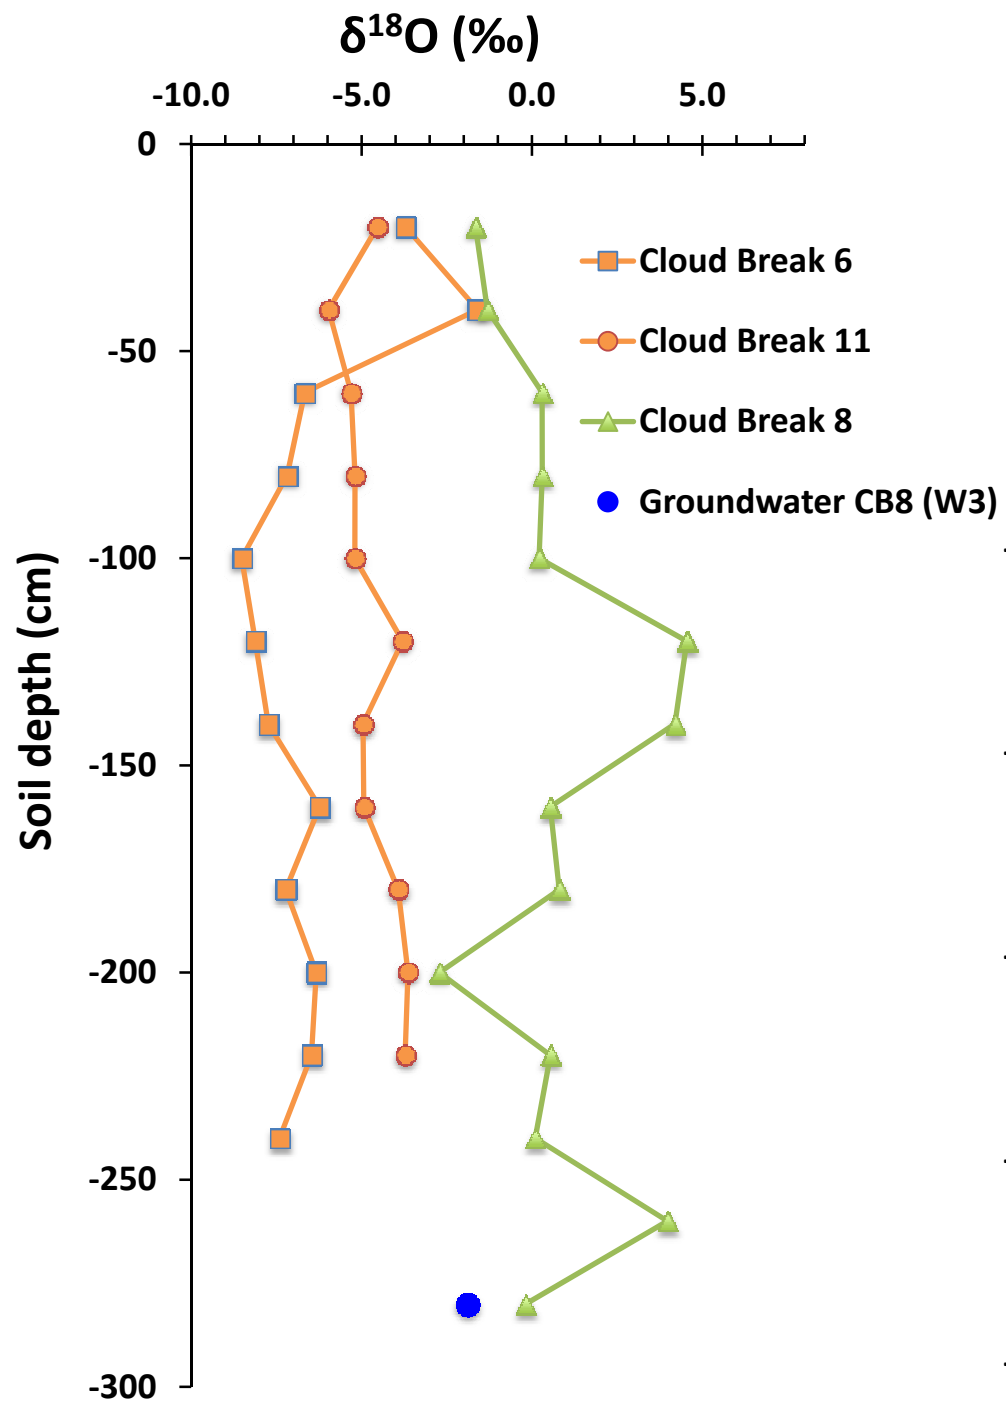 δ¹⁸O (‰)
-10.0 -5.0 0.0 5.0
0
-50
-100
-150
-200
-250
-300
Soil depth (cm)
Cloud Break 6
Cloud Break 11
Cloud Break 8
Groundwater CB8 (W3)